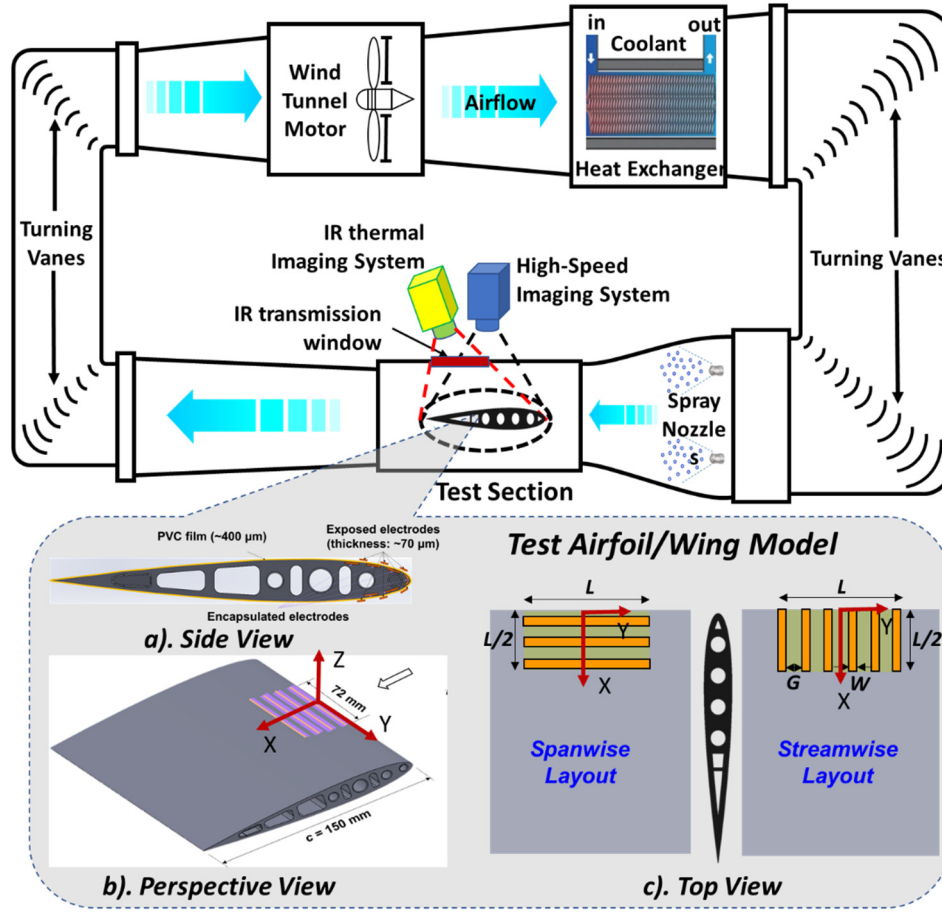 in
out
Coolant
Wind
Tunnel
Motor
Airflow
Heat Exchanger
Turning
Vanes
Turning Vanes
IR thermal
Imaging System
High-Speed
Imaging System
IR transmission
window
Spray
Nozzle
s
Test Section
PVC film (~400 μm)
Exposed electrodes
(thickness: ~70 μm)
Encapsulated electrodes
a). Side View
Test Airfoil/Wing Model
L
L
L/2
Y
X
Y
L/2
G
W
X
Spanwise
Layout
Streamwise
Layout
Z
72 mm
X
Y
c = 150 mm
b). Perspective View
c). Top View